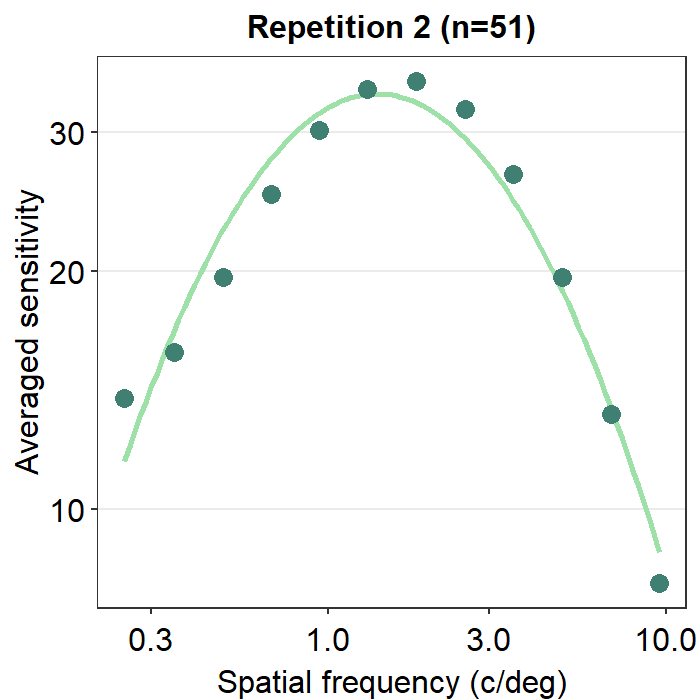 Repetition 2 (n=51)
Averaged sensitivity
30
20
10
0.3 1.0 3.0 10.0
Spatial frequency (c/deg)